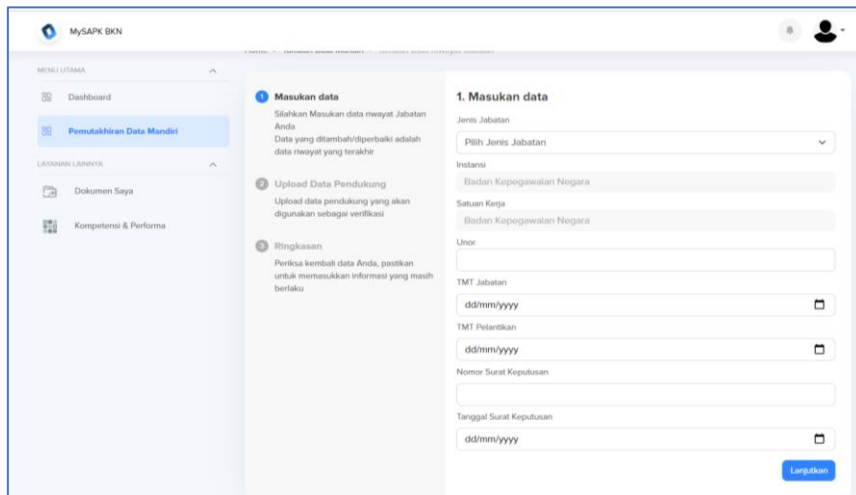 MySAPK BKN
MENU UTAMA
Dashboard
Pemutakhiran Data Mandiri
LAYANAN LAINNYA
Dokumen Saya
Kompetensi & Performa
1 Masukan data
Silahkan Masukan data riwayat Jabatan
Anda
Data yang ditambah/diperbaiki adalah
data riwayat yang terakhir
2 Upload Data Pendukung
Upload data pendukung yang akan
digunakan sebagai verifikasi
3 Ringkasan
Periksa kembali data Anda, pastikan
untuk memasukkan informasi yang masih
berlaku
1. Masukan data
Jenis Jabatan
Pilih Jenis Jabatan
Instansi
Badan Kepegawaian Negara
Satuan Kerja
Badan Kepegawaian Negara
Unor
TMT Jabatan
dd/mm/yyyy
TMT Pelantikan
dd/mm/yyyy
Nomor Surat Keputusan
Tanggal Surat Keputusan
dd/mm/yyyy
Lanjutkan